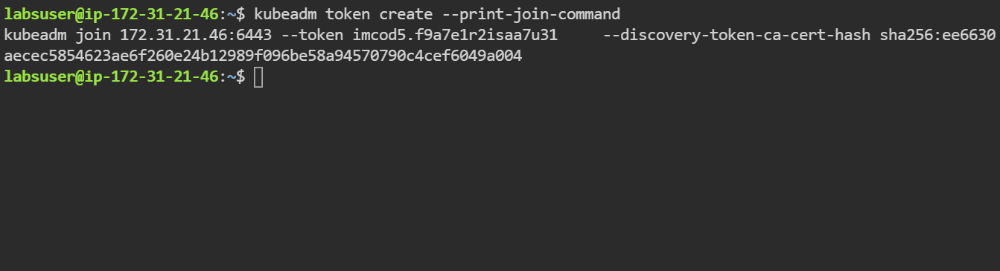 labsuser@ip-172-31-21-46:~$ kubeadm token create --print-join-command
kubeadm join 172.31.21.46:6443 --token imcod5.f9a7e1r2isaa7u31     --discovery-token-ca-cert-hash sha256:ee6630
aecec5854623ae6f260e24b12989f096be58a94570790c4cef6049a004
labsuser@ip-172-31-21-46:~$